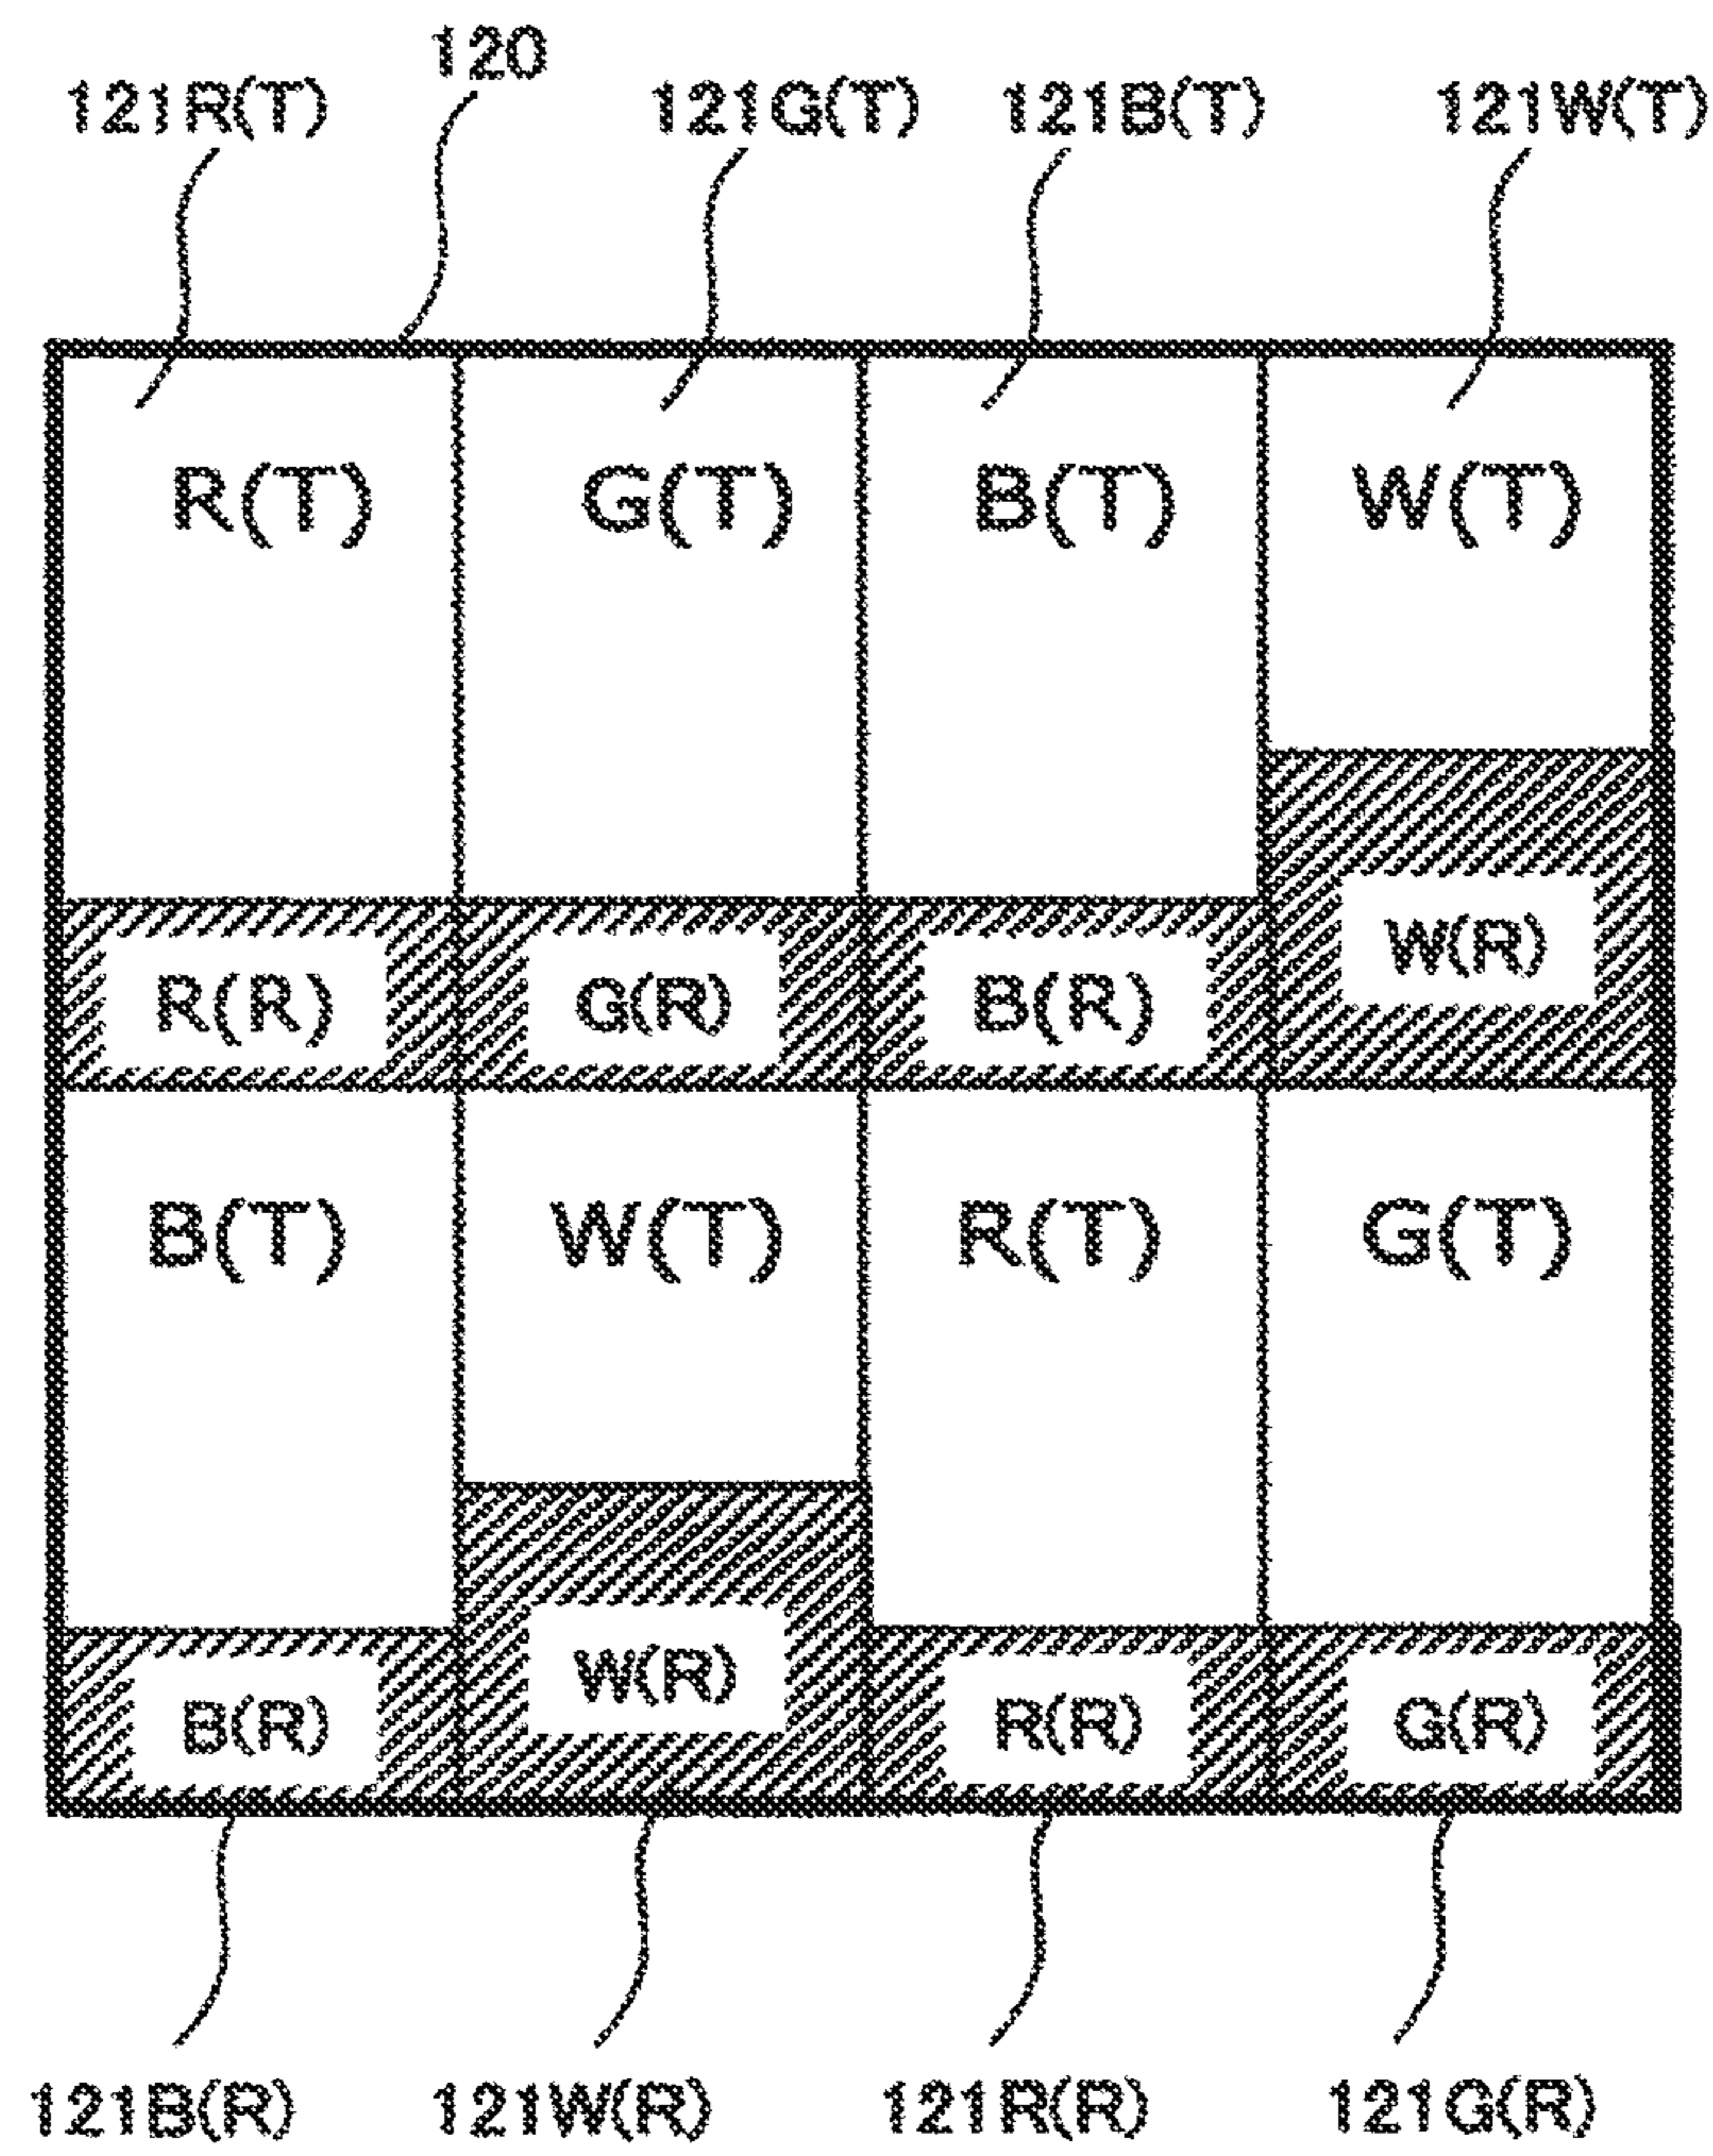 120
121R(T) 121G(T) 121B(T) 121W(T)
R(T) G(T) B(T) W(T)
R(R) G(R) B(R) W(R)
B(T) W(T) R(T) G(T)
B(R) W(R) R(R) G(R)
121B(R) 121W(R) 121R(R) 121G(R)